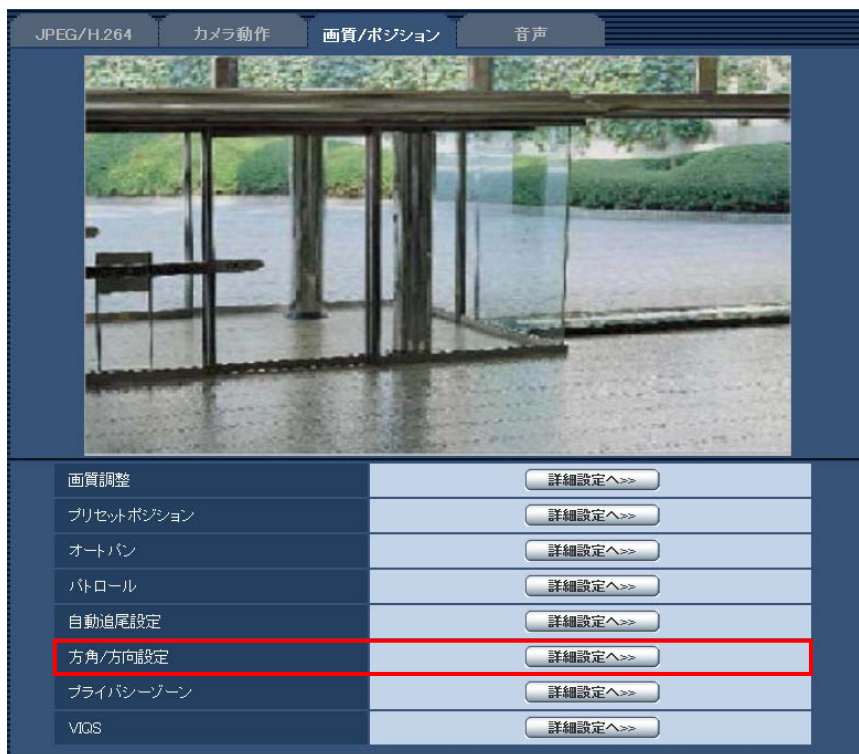 JPEG/H.264 カメラ動作 画質/ポジション 音声
画質調整 詳細設定へ>>
プリセットポジション 詳細設定へ>>
オートパン 詳細設定へ>>
パトロール 詳細設定へ>>
自動追尾設定 詳細設定へ>>
方角/方向設定 詳細設定へ>>
プライバシーゾーン 詳細設定へ>>
VIQS 詳細設定へ>>